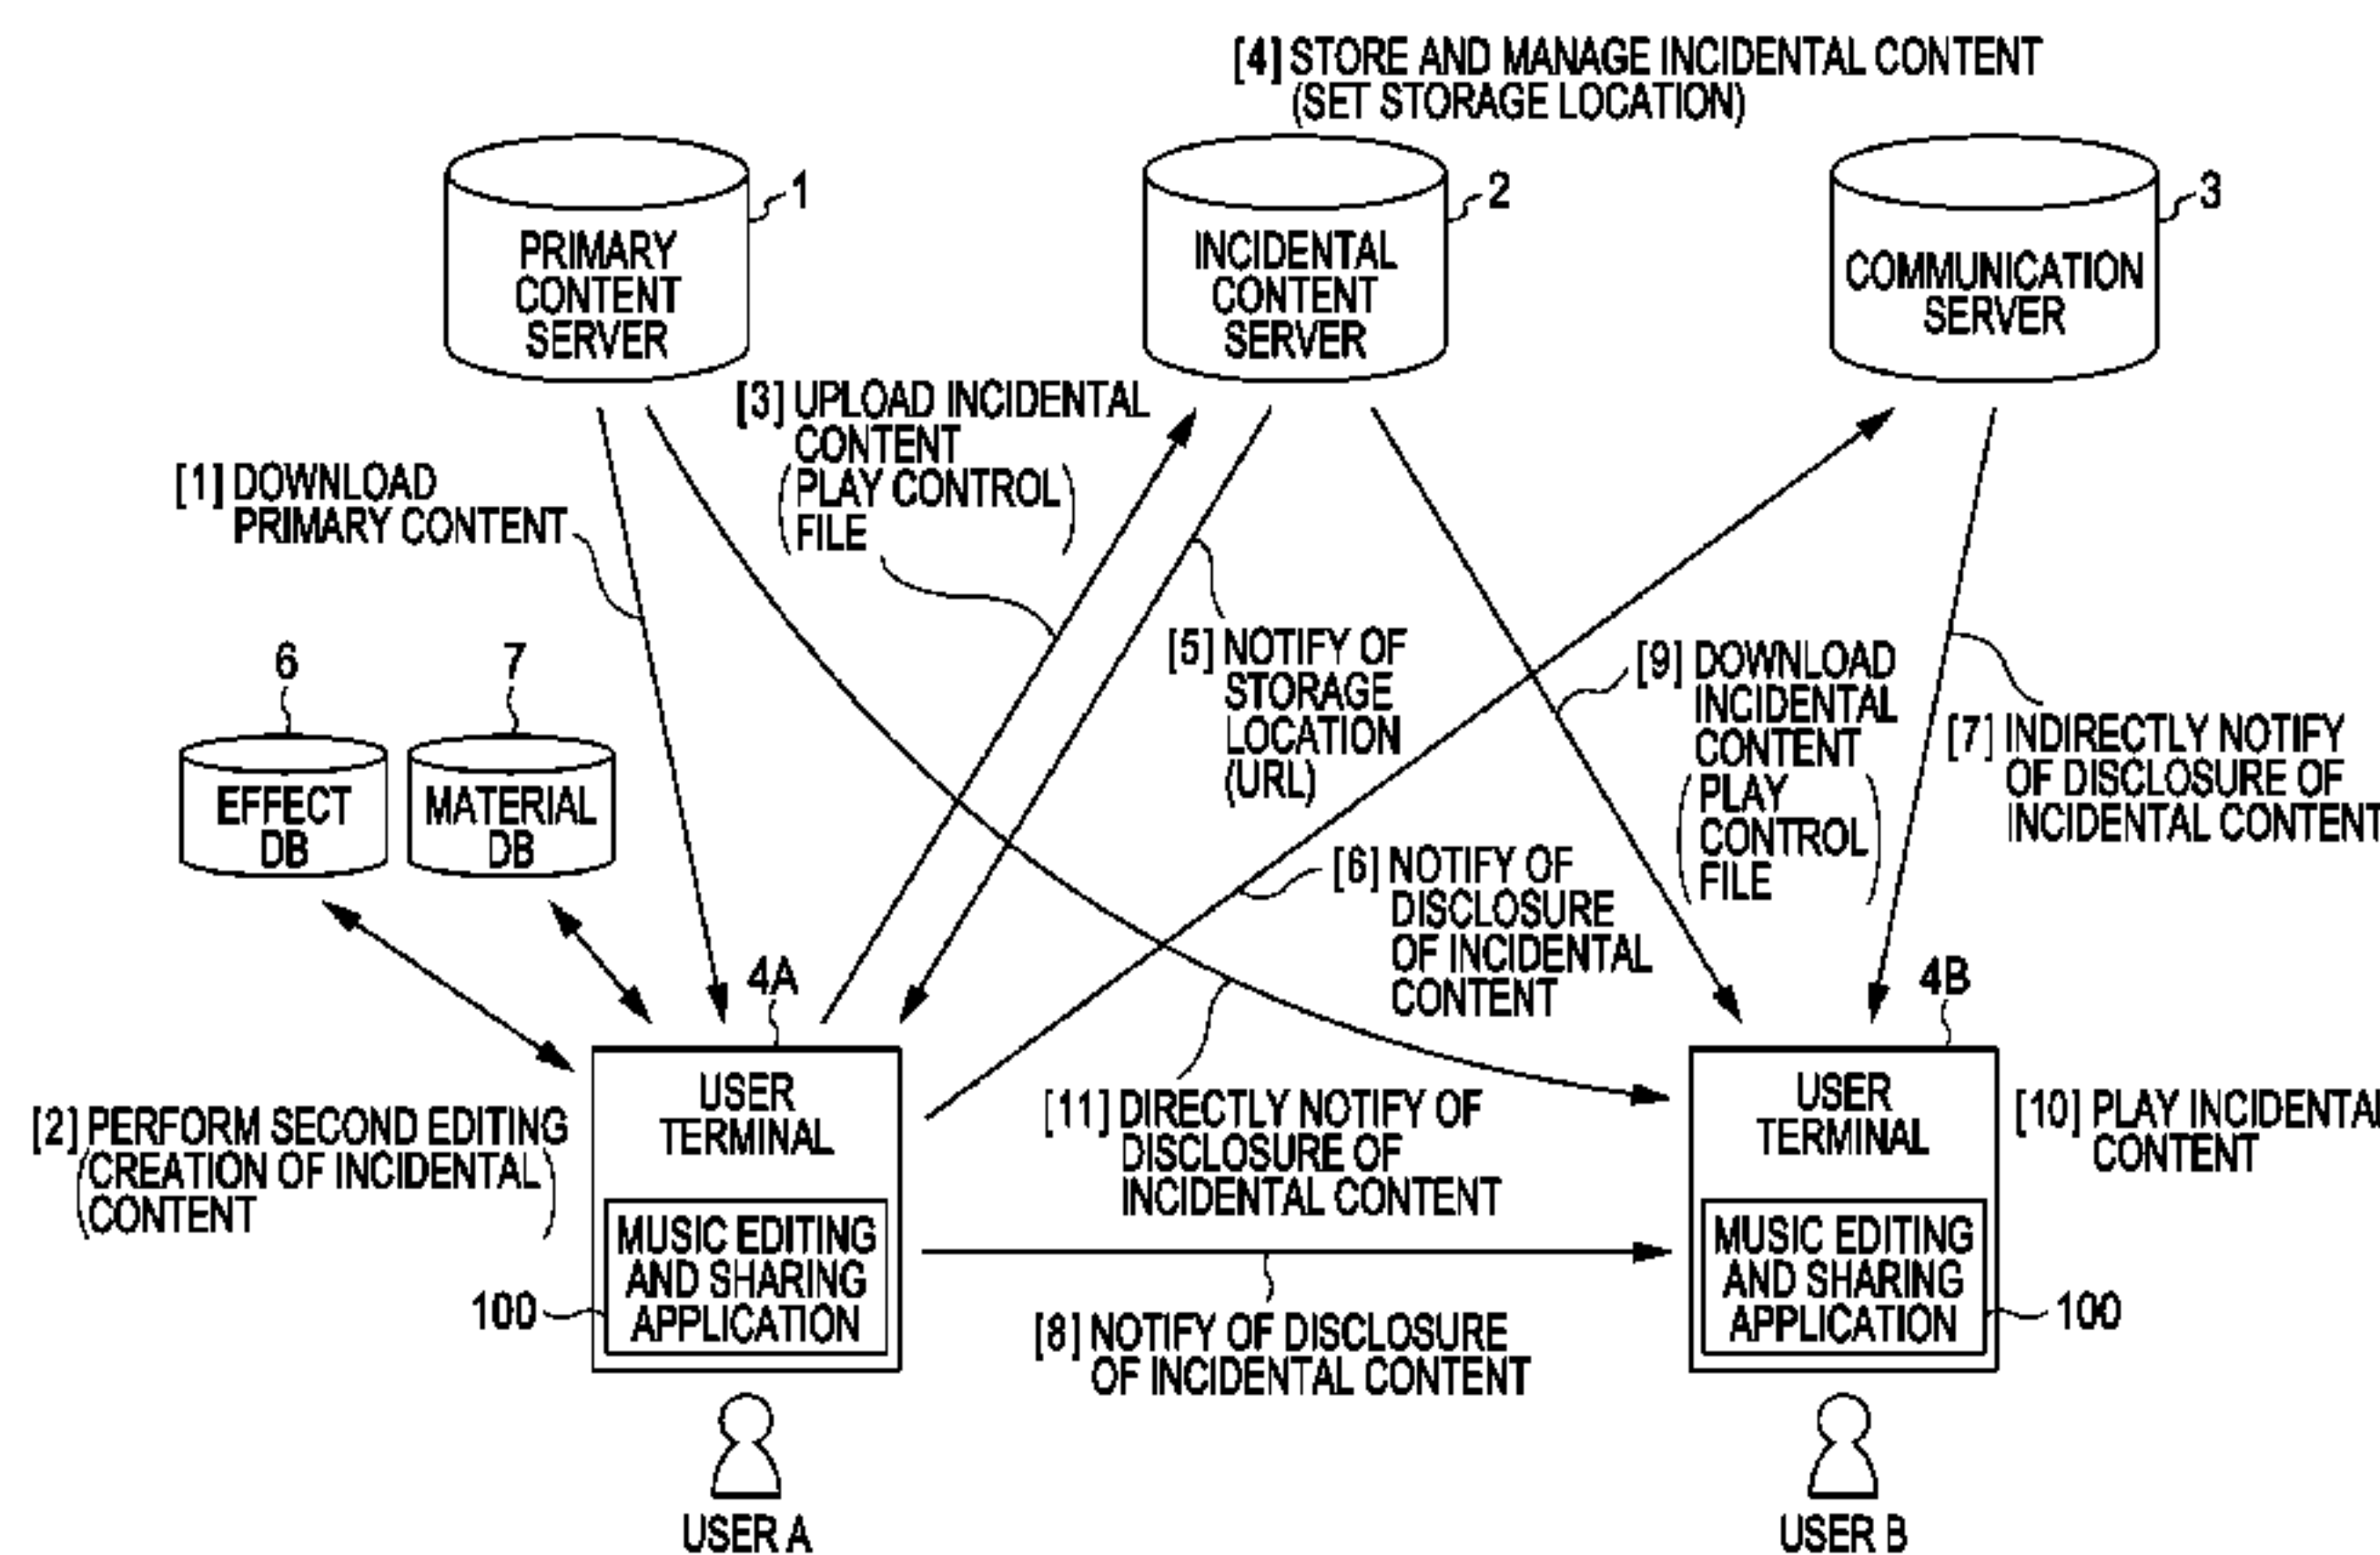 [4] STORE AND MANAGE INCIDENTAL CONTENT
(SET STORAGE LOCATION)
1
PRIMARY
CONTENT
SERVER
2
INCIDENTAL
CONTENT
SERVER
3
COMMUNICATION
SERVER
[3] UPLOAD INCIDENTAL
CONTENT
(PLAY CONTROL
FILE)
[1] DOWNLOAD
PRIMARY CONTENT
[5] NOTIFY OF
STORAGE
LOCATION
(URL)
[9] DOWNLOAD
INCIDENTAL
CONTENT
(PLAY
CONTROL
FILE)
[7] INDIRECTLY NOTIFY
OF DISCLOSURE OF
INCIDENTAL CONTENT
6
EFFECT
DB
7
MATERIAL
DB
[6] NOTIFY OF
DISCLOSURE
OF INCIDENTAL
CONTENT
4A
USER
TERMINAL
4B
USER
TERMINAL
[2] PERFORM SECOND EDITING
(CREATION OF INCIDENTAL
CONTENT)
[11] DIRECTLY NOTIFY OF
DISCLOSURE OF
INCIDENTAL CONTENT
[10] PLAY INCIDENTAL
CONTENT
MUSIC EDITING
AND SHARING
APPLICATION
100
MUSIC EDITING
AND SHARING
APPLICATION
100
[8] NOTIFY OF DISCLOSURE
OF INCIDENTAL CONTENT
USER A
USER B